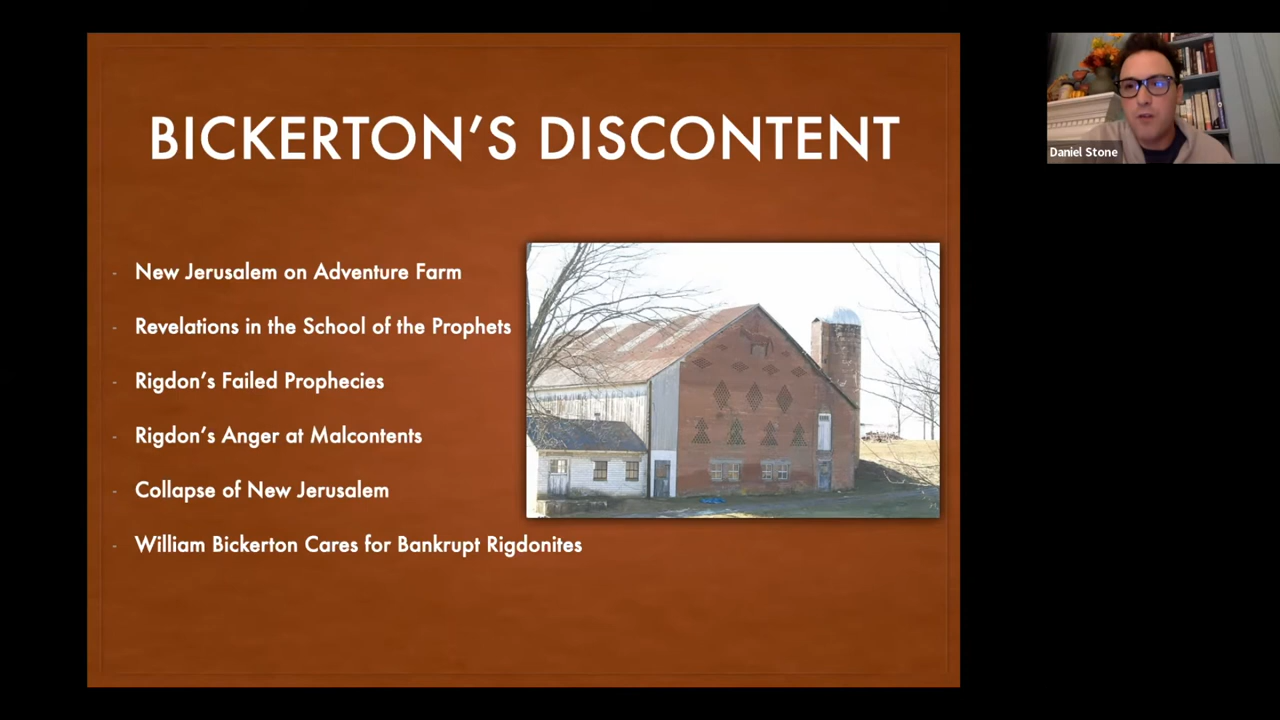 BICKERTON’S DISCONTENT
- New Jerusalem on Adventure Farm
- Revelations in the School of the Prophets
- Rigdon’s Failed Prophecies
- Rigdon’s Anger at Malcontents
- Collapse of New Jerusalem
- William Bickerton Cares for Bankrupt Rigdonites
Daniel Stone